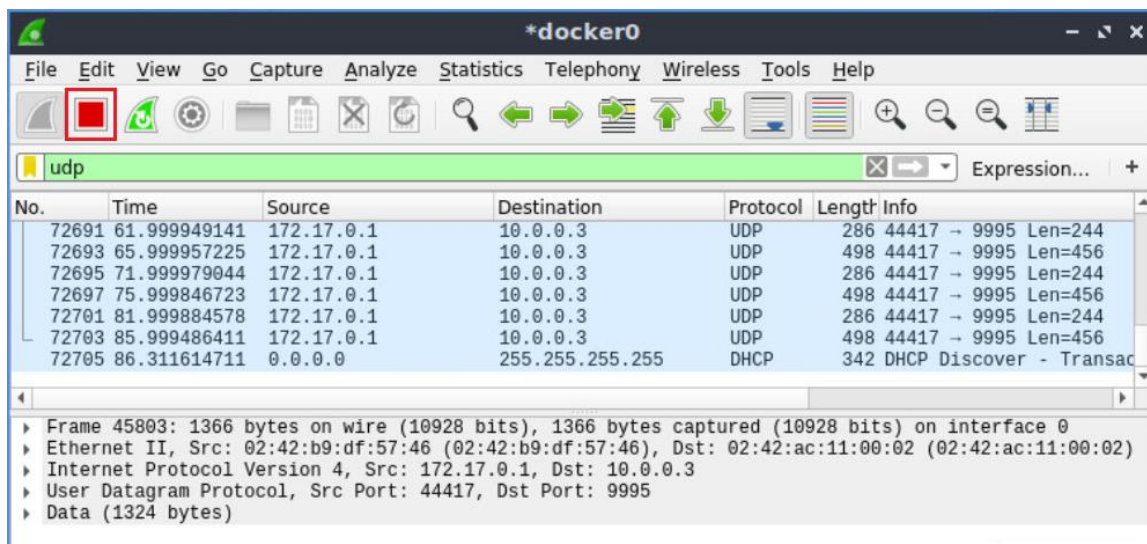 *docker0
File Edit View Go Capture Analyze Statistics Telephony Wireless Tools Help
udp Expression... +
No. Time Source Destination Protocol Length Info
72691 61.999949141 172.17.0.1 10.0.0.3 UDP 286 44417 → 9995 Len=244
72693 65.999957225 172.17.0.1 10.0.0.3 UDP 498 44417 → 9995 Len=456
72695 71.999979044 172.17.0.1 10.0.0.3 UDP 286 44417 → 9995 Len=244
72697 75.999846723 172.17.0.1 10.0.0.3 UDP 498 44417 → 9995 Len=456
72701 81.999884578 172.17.0.1 10.0.0.3 UDP 286 44417 → 9995 Len=244
72703 85.999486411 172.17.0.1 10.0.0.3 UDP 498 44417 → 9995 Len=456
72705 86.311614711 0.0.0.0 255.255.255.255 DHCP 342 DHCP Discover - Transac
Frame 45803: 1366 bytes on wire (10928 bits), 1366 bytes captured (10928 bits) on interface 0
Ethernet II, Src: 02:42:b9:df:57:46 (02:42:b9:df:57:46), Dst: 02:42:ac:11:00:02 (02:42:ac:11:00:02)
Internet Protocol Version 4, Src: 172.17.0.1, Dst: 10.0.0.3
User Datagram Protocol, Src Port: 44417, Dst Port: 9995
Data (1324 bytes)